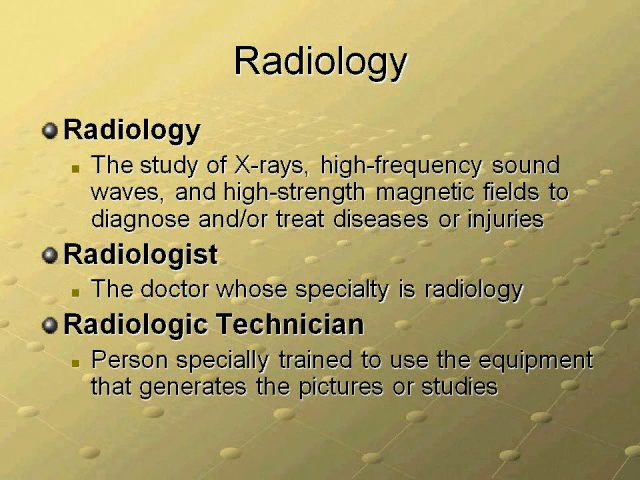 Radiology
Radiology
The study of X-rays, high-frequency sound
waves, and high-strength magnetic fields to
diagnose and/or treat diseases or injuries
Radiologist
The doctor whose specialty is radiology
Radiologic Technician
Person specially trained to use the equipment
that generates the pictures or studies